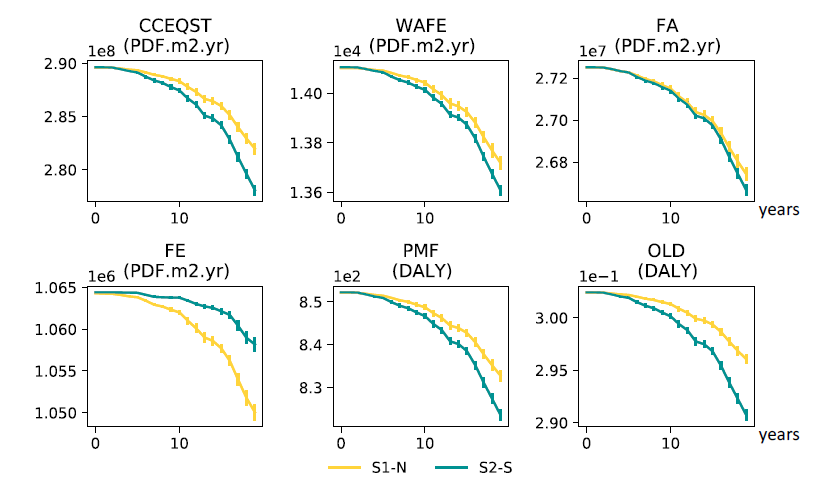 CCEQST
(PDF.m2.yr)
1e8
2.90
2.85
2.80
0
10
WAFE
(PDF.m2.yr)
1e4
1.40
1.38
1.36
0
10
FA
(PDF.m2.yr)
1e7
2.72
2.70
2.68
0
10
years
FE
(PDF.m2.yr)
1e6
1.065
1.060
1.055
1.050
0
10
PMF
(DALY)
1e2
8.5
8.4
8.3
0
10
OLD
(DALY)
1e−1
3.00
2.95
2.90
0
10
years
S1-N
S2-S